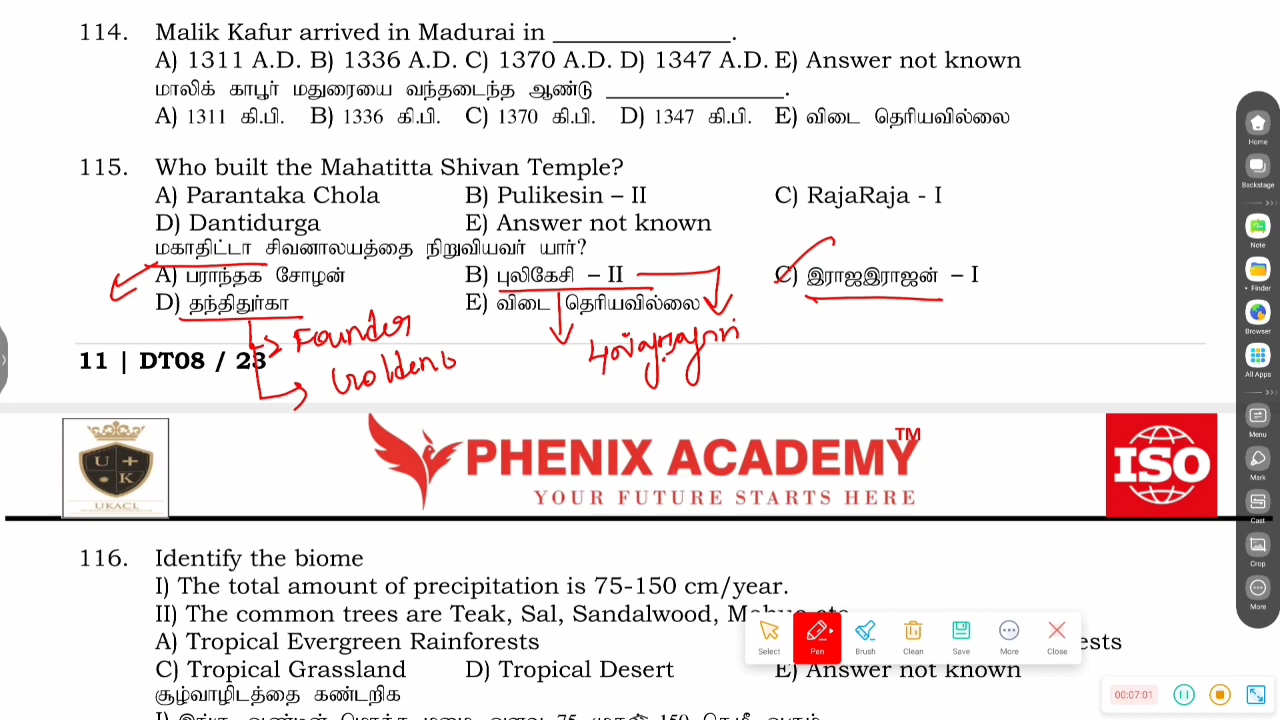 114. Malik Kafur arrived in Madurai in ______________.
A) 1311 A.D. B) 1336 A.D. C) 1370 A.D. D) 1347 A.D. E) Answer not known
மாலிக் காபூர் மதுரையை வந்தடைந்த ஆண்டு ______________.
A) 1311 கி.பி. B) 1336 கி.பி. C) 1370 கி.பி. D) 1347 கி.பி. E) விடை தெரியவில்லை
115. Who built the Mahatitta Shivan Temple?
A) Parantaka Chola B) Pulikesin – II C) RajaRaja - I
D) Dantidurga E) Answer not known
மகாதிட்டா சிவனாலயத்தை நிறுவியவர் யார்?
A) பராந்தக சோழன் B) புலிகேசி – II C) இராஜஇராஜன் – I
D) தந்திதுர்கா E) விடை தெரியவில்லை
Founder
11 | DT08 / 23
U + K
UKACL
PHENIX ACADEMY™
YOUR FUTURE STARTS HERE
ISO
116. Identify the biome
I) The total amount of precipitation is 75-150 cm/year.
II) The common trees are Teak, Sal, Sandalwood,
A) Tropical Evergreen Rainforests ests
C) Tropical Grassland D) Tropical Desert E) Answer not known
சூழ்வாழிடத்தை கண்டறிக
Select Pen Brush Clean Save More Close
Home
Backstage
Note
Finder
Browser
All Apps
Menu
Mark
Cast
Crop
More
00:07:01